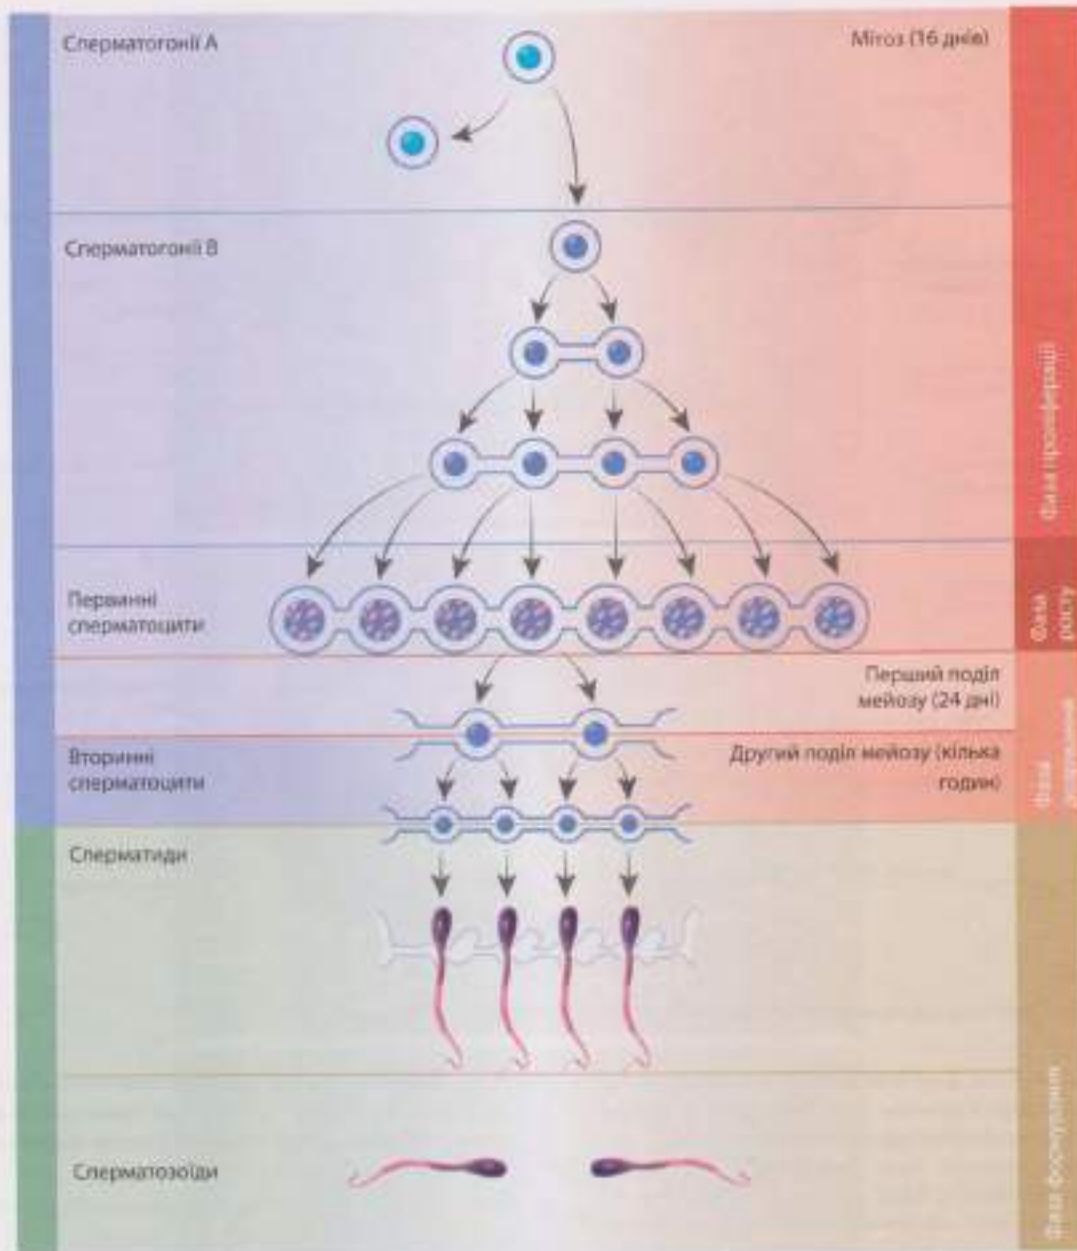 Сперматогонії А
Мітоз (16 днів)
Сперматогонії В
Фаза проліферації
Первинні
сперматоцити
Фаза
росту
Перший поділ
мейозу (24 дні)
Вторинні
сперматоцити
Другий поділ мейозу (кілька
годин)
Фаза
Сперматиди
Сперматозоїди
Фаза формування